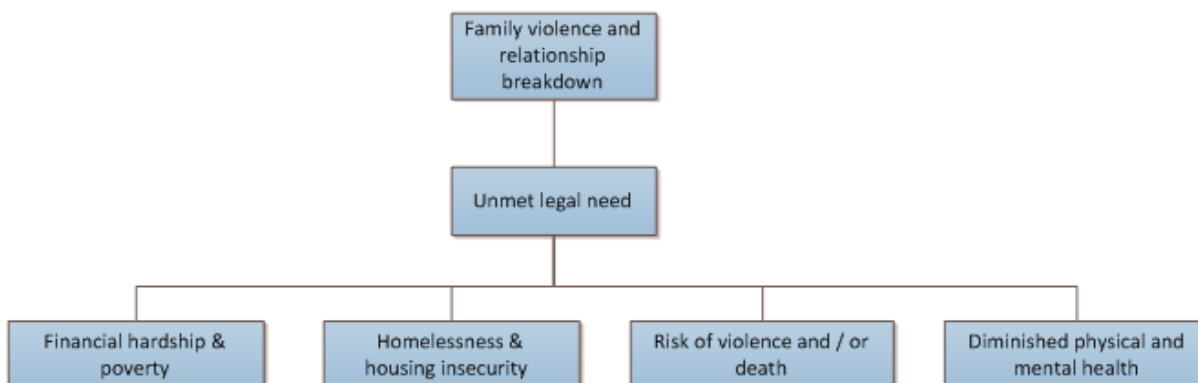 Family violence and
relationship
breakdown
Unmet legal need
Financial hardship &
poverty
Homelessness &
housing insecurity
Risk of violence and / or
death
Diminished physical and
mental health